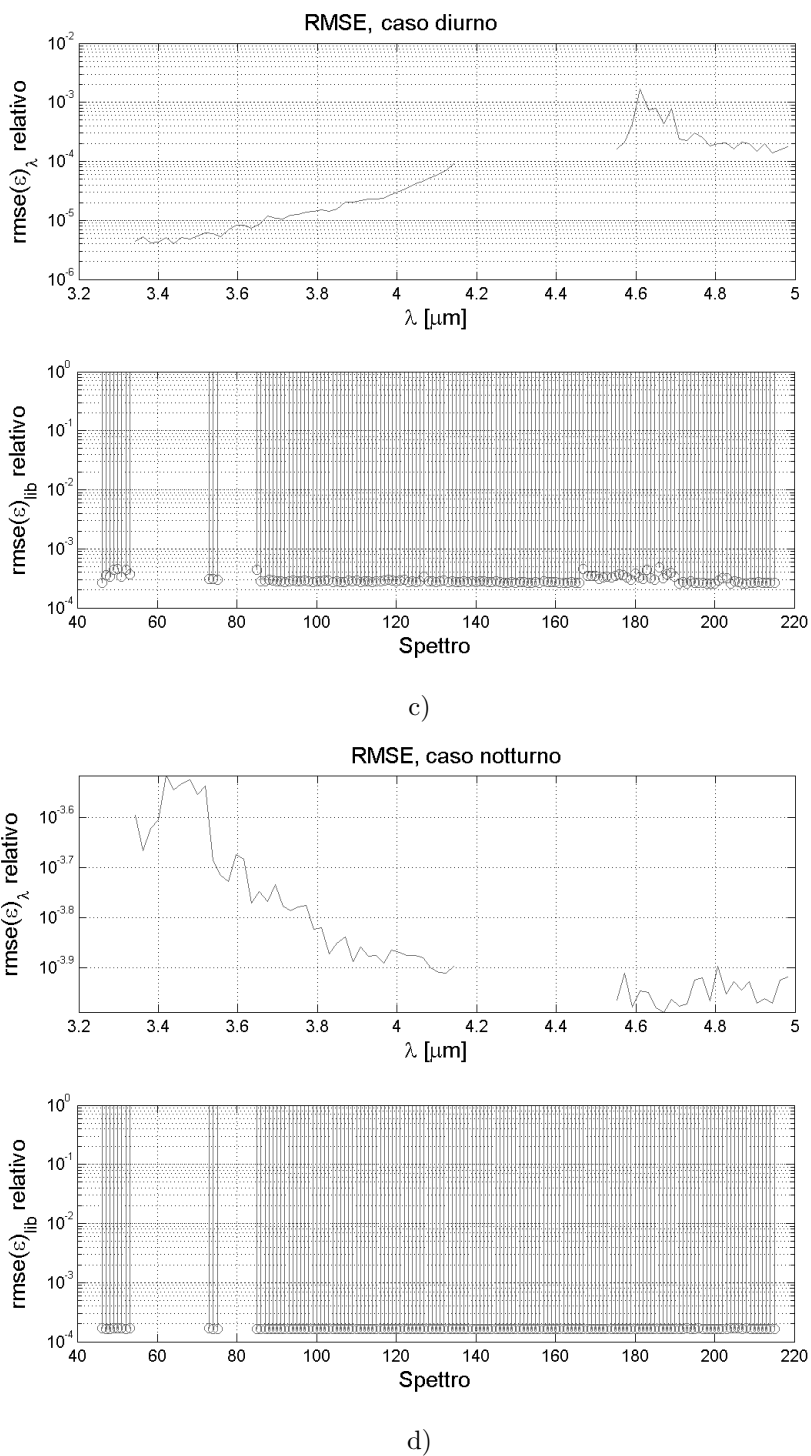 RMSE, caso diurno
rmse(ε)λ relativo
10^-2
10^-3
10^-4
10^-5
10^-6
3.2 3.4 3.6 3.8 4 4.2 4.4 4.6 4.8 5
λ [μm]
rmse(ε)lib relativo
10^0
10^-1
10^-2
10^-3
10^-4
40 60 80 100 120 140 160 180 200 220
Spettro
c)
RMSE, caso notturno
rmse(ε)λ relativo
10^-3.6
10^-3.7
10^-3.8
10^-3.9
3.2 3.4 3.6 3.8 4 4.2 4.4 4.6 4.8 5
λ [μm]
rmse(ε)lib relativo
10^0
10^-1
10^-2
10^-3
10^-4
40 60 80 100 120 140 160 180 200 220
Spettro
d)